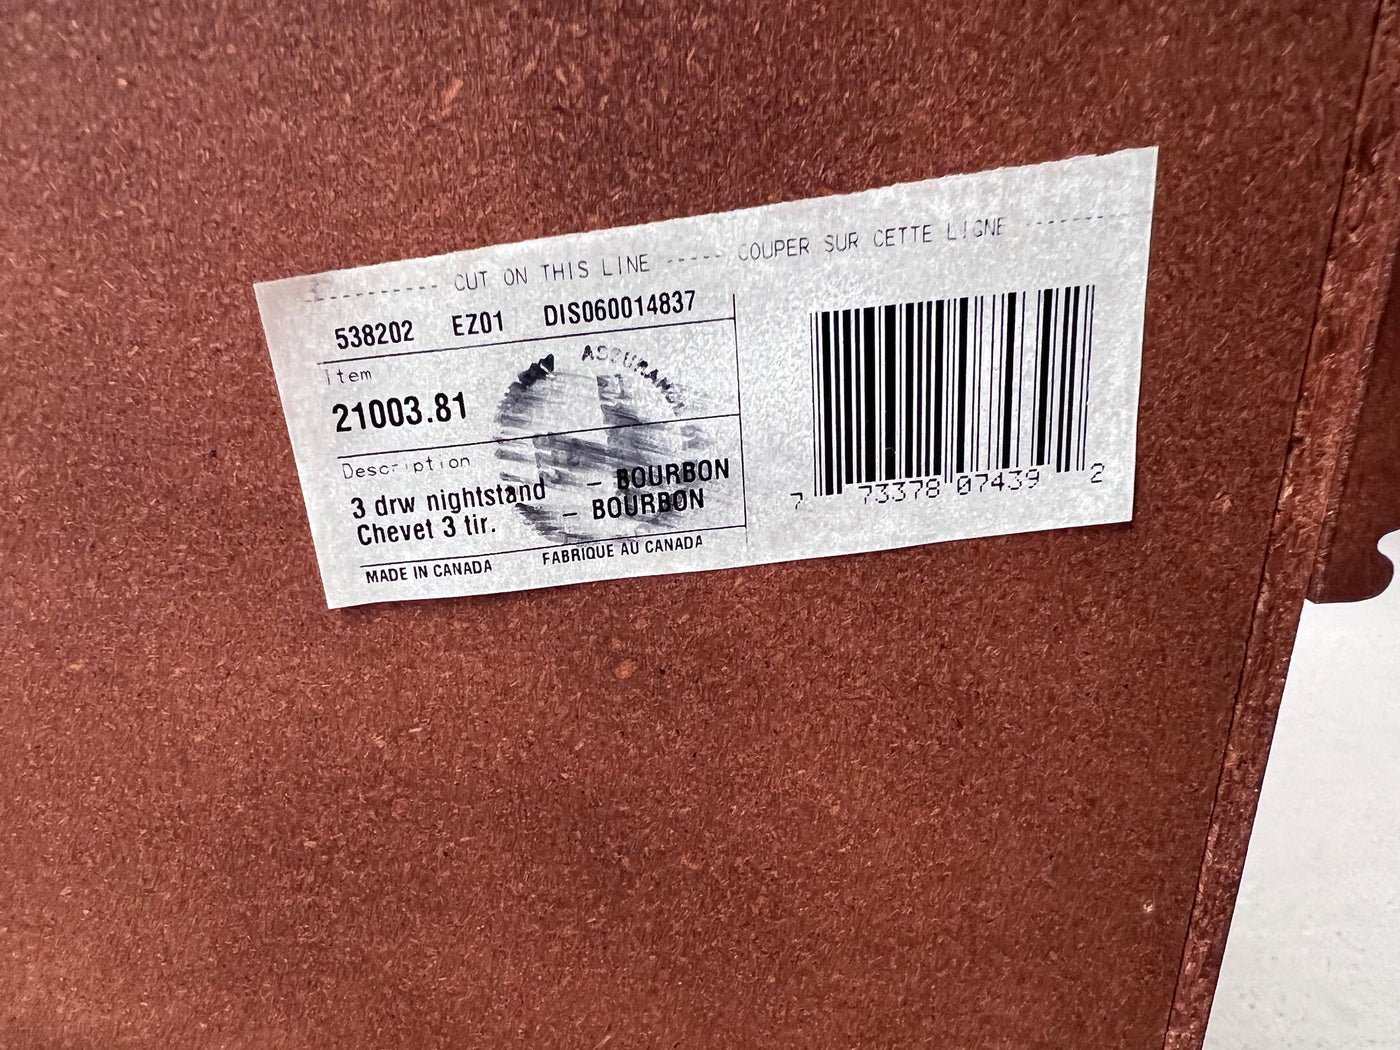 ----------- CUT ON THIS LINE ----- COUPER SUR CETTE LIGNE -----------
538202 EZ01 DIS060014837
Item
21003.81
Description
3 drw nightstand – BOURBON
Chevet 3 tir. – BOURBON
MADE IN CANADA FABRIQUE AU CANADA
7 73378 07439 2